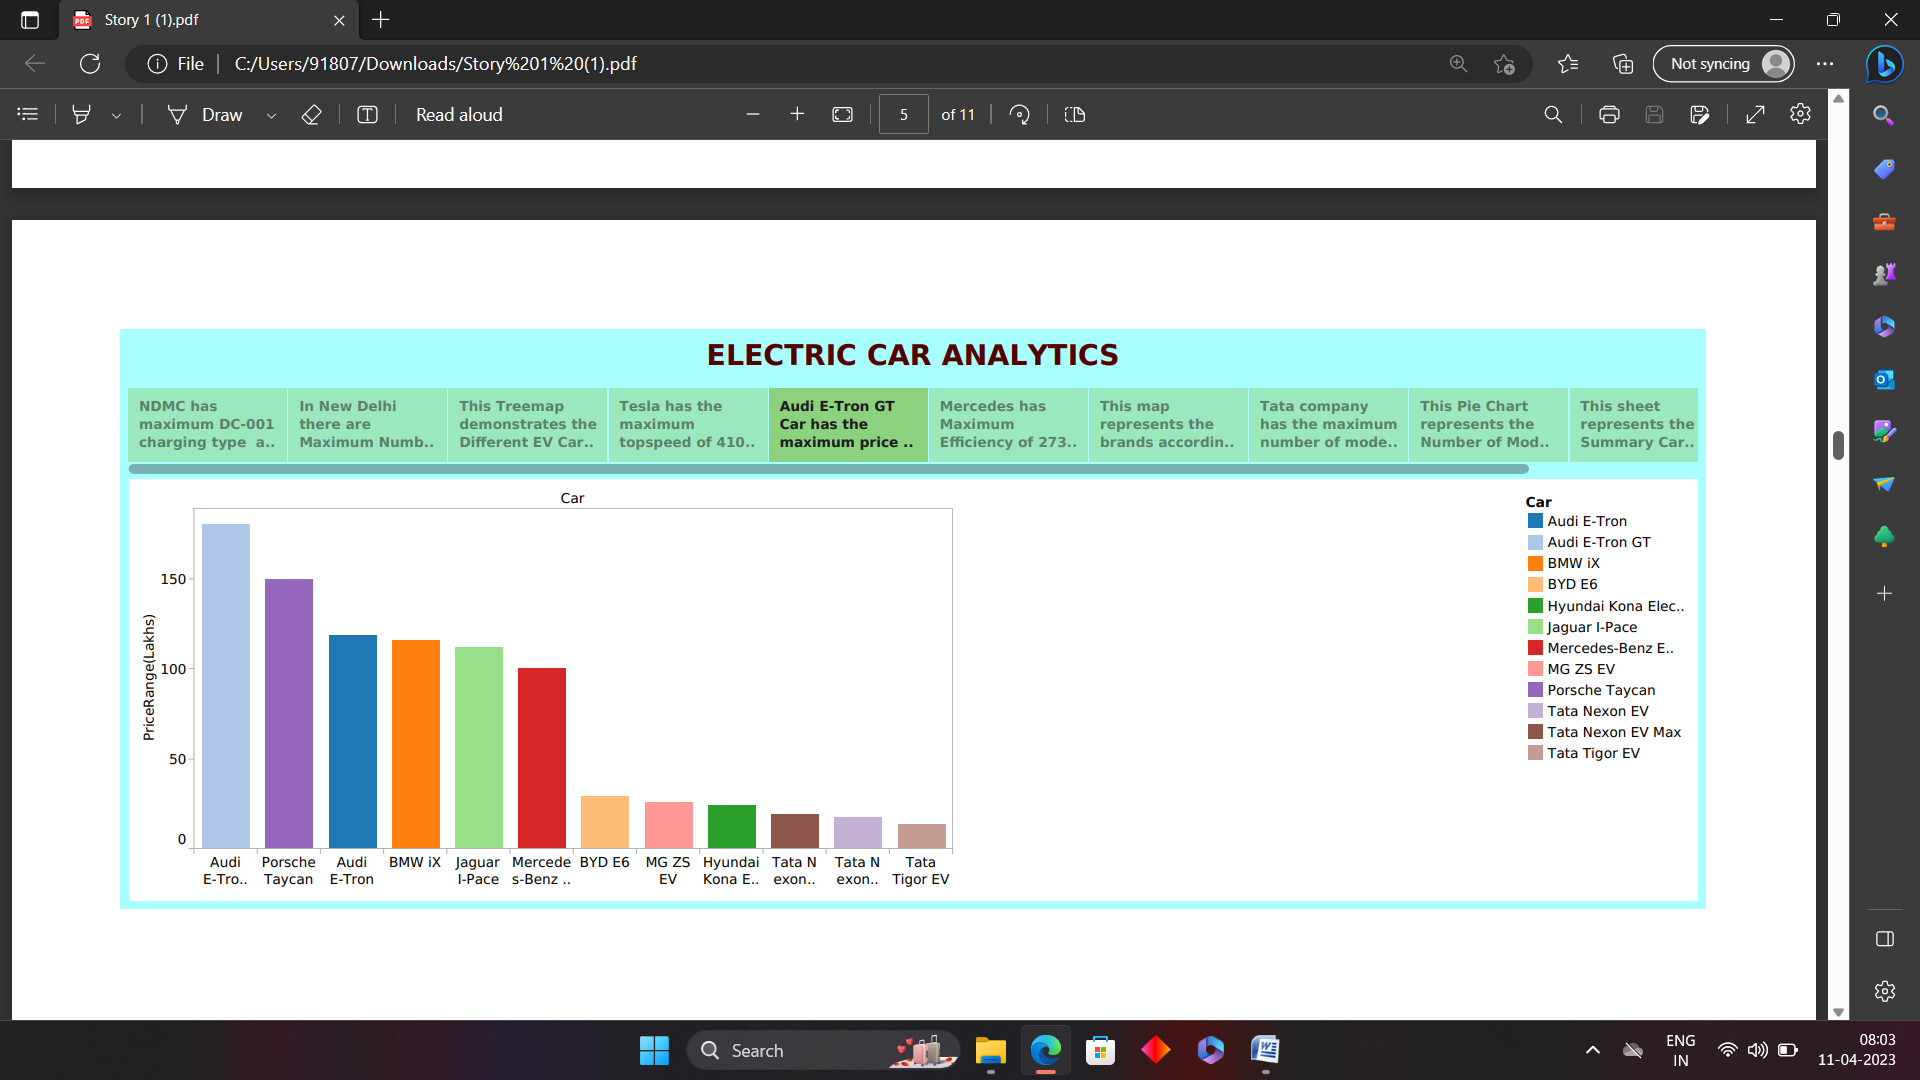 Story 1 (1).pdf
File
C:/Users/91807/Downloads/Story%201%20(1).pdf
Not syncing
Draw
Read aloud
5
of 11
ELECTRIC CAR ANALYTICS
NDMC has
maximum DC-001
charging type a..
In New Delhi
there are
Maximum Numb..
This Treemap
demonstrates the
Different EV Car..
Tesla has the
maximum
topspeed of 410..
Audi E-Tron GT
Car has the
maximum price ..
Mercedes has
Maximum
Efficiency of 273..
This map
represents the
brands accordin..
Tata company
has the maximum
number of mode..
This Pie Chart
represents the
Number of Mod..
This sheet
represents the
Summary Car..
Car
PriceRange(Lakhs)
150
100
50
0
Audi
E-Tro..
Porsche
Taycan
Audi
E-Tron
BMW iX
Jaguar
I-Pace
Mercede
s-Benz ..
BYD E6
MG ZS
EV
Hyundai
Kona E..
Tata N
exon..
Tata N
exon..
Tata
Tigor EV
Car
Audi E-Tron
Audi E-Tron GT
BMW iX
BYD E6
Hyundai Kona Elec..
Jaguar I-Pace
Mercedes-Benz E..
MG ZS EV
Porsche Taycan
Tata Nexon EV
Tata Nexon EV Max
Tata Tigor EV
Search
ENG
IN
08:03
11-04-2023